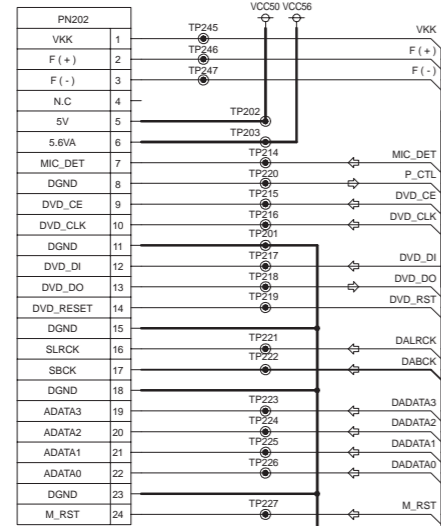 VCC50 VCC56
PN202
VKK 1 TP245 VKK
F ( + ) 2 TP246 F ( + )
F ( - ) 3 TP247 F ( - )
N.C 4
5V 5 TP202
5.6VA 6 TP203
MIC_DET 7 TP214 MIC_DET
DGND 8 TP220 P_CTL
DVD_CE 9 TP215 DVD_CE
DVD_CLK 10 TP216 DVD_CLK
DGND 11 TP201
DVD_DI 12 TP217 DVD_DI
DVD_DO 13 TP218 DVD_DO
DVD_RESET 14 TP219 DVD_RST
DGND 15
SLRCK 16 TP221 DALRCK
SBCK 17 TP222 DABCK
DGND 18
ADATA3 19 TP223 DADATA3
ADATA2 20 TP224 DADATA2
ADATA1 21 TP225 DADATA1
ADATA0 22 TP226 DADATA0
DGND 23
M_RST 24 TP227 M_RST